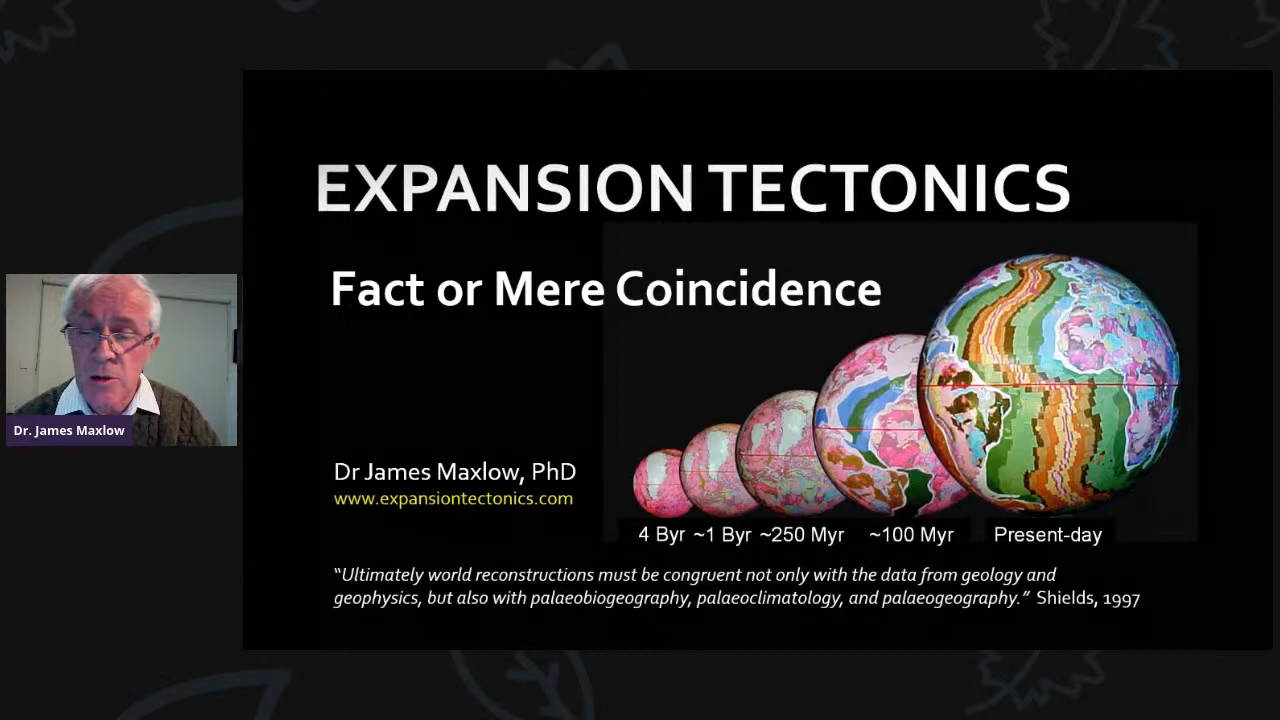 EXPANSION TECTONICS
Fact or Mere Coincidence
Dr. James Maxlow
Dr James Maxlow, PhD
www.expansiontectonics.com
4 Byr ~1 Byr ~250 Myr ~100 Myr Present-day
“Ultimately world reconstructions must be congruent not only with the data from geology and
geophysics, but also with palaeobiogeography, palaeoclimatology, and palaeogeography.” Shields, 1997